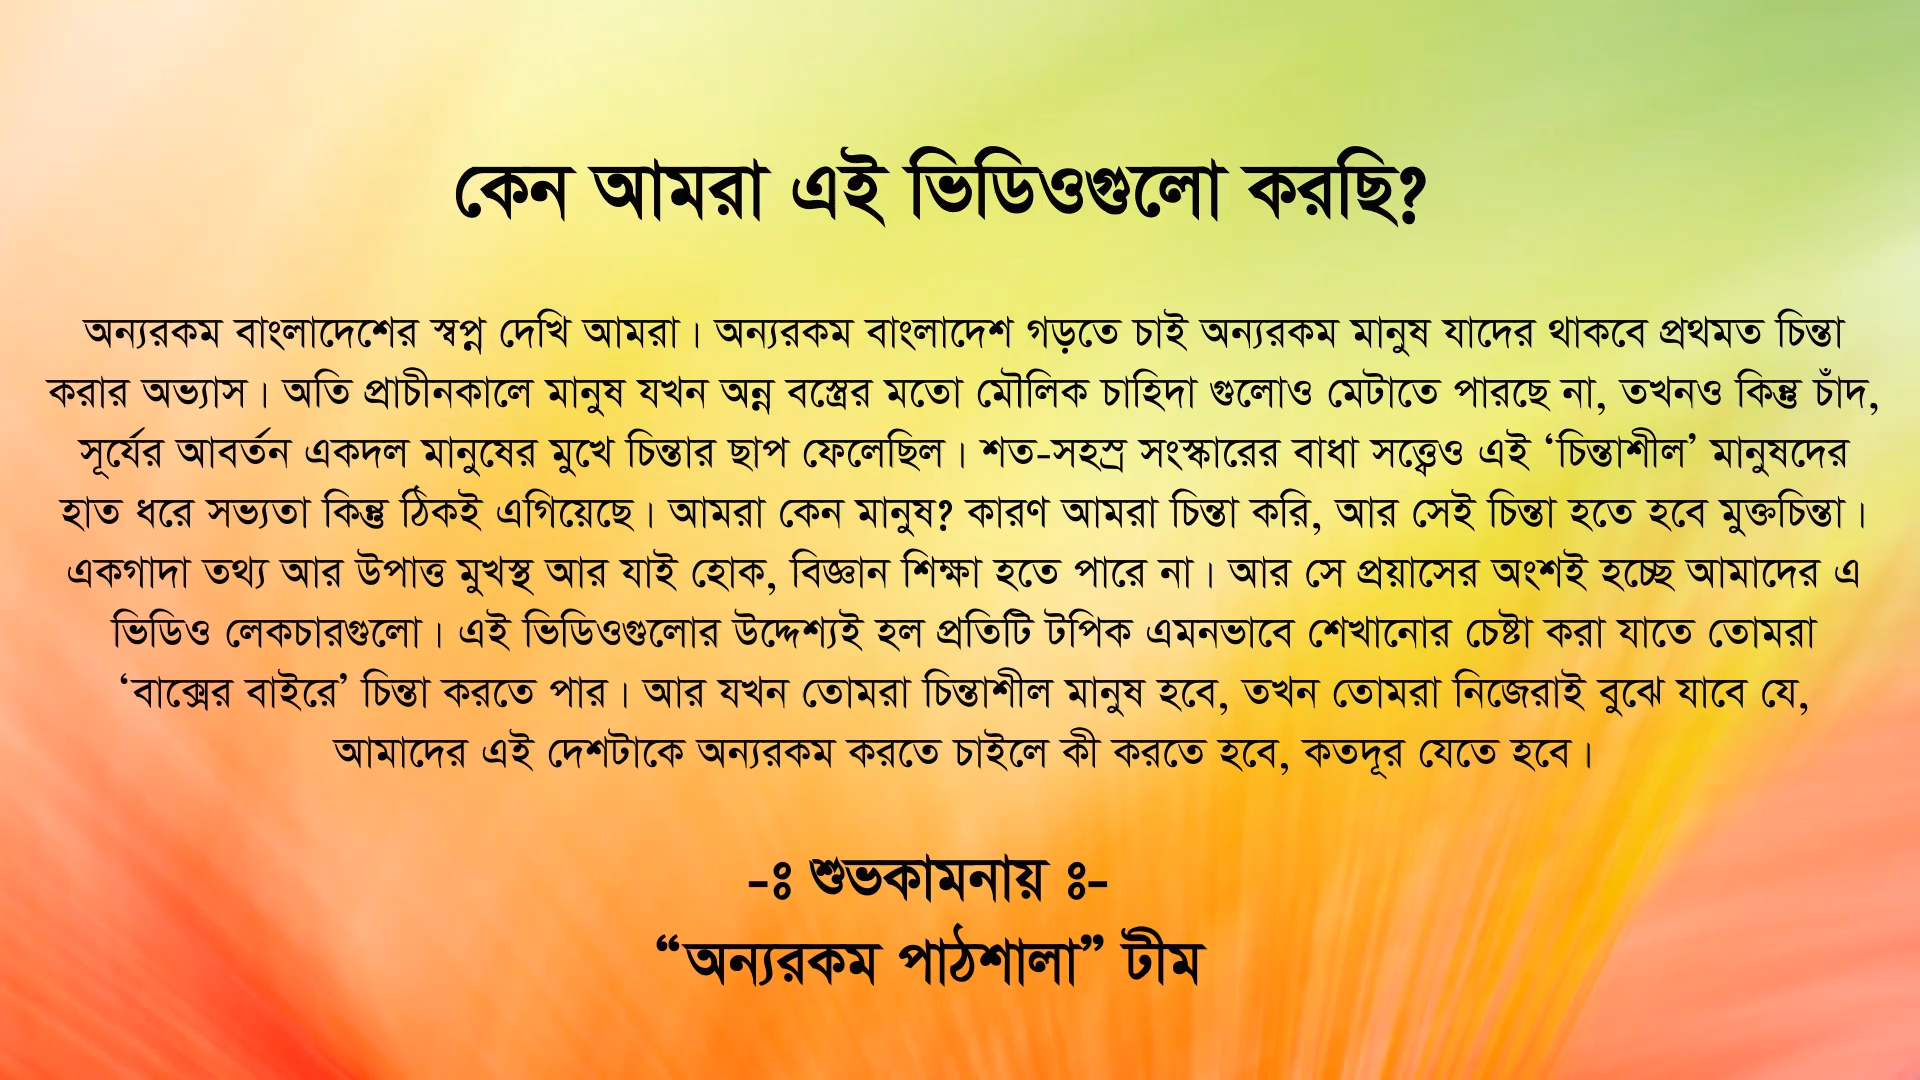 কেন আমরা এই ভিডিওগুলো করছি?
অন্যরকম বাংলাদেশের স্বপ্ন দেখি আমরা। অন্যরকম বাংলাদেশ গড়তে চাই অন্যরকম মানুষ যাদের থাকবে প্রথমত চিন্তা
করার অভ্যাস। অতি প্রাচীনকালে মানুষ যখন অন্ন বস্ত্রের মতো মৌলিক চাহিদা গুলোও মেটাতে পারছে না, তখনও কিন্তু চাঁদ,
সূর্যের আবর্তন একদল মানুষের মুখে চিন্তার ছাপ ফেলেছিল। শত-সহস্র সংস্কারের বাধা সত্ত্বেও এই ‘চিন্তাশীল’ মানুষদের
হাত ধরে সভ্যতা কিন্তু ঠিকই এগিয়েছে। আমরা কেন মানুষ? কারণ আমরা চিন্তা করি, আর সেই চিন্তা হতে হবে মুক্তচিন্তা।
একগাদা তথ্য আর উপাত্ত মুখস্থ আর যাই হোক, বিজ্ঞান শিক্ষা হতে পারে না। আর সে প্রয়াসের অংশই হচ্ছে আমাদের এ
ভিডিও লেকচারগুলো। এই ভিডিওগুলোর উদ্দেশ্যই হল প্রতিটি টপিক এমনভাবে শেখানোর চেষ্টা করা যাতে তোমরা
‘বাক্সের বাইরে’ চিন্তা করতে পার। আর যখন তোমরা চিন্তাশীল মানুষ হবে, তখন তোমরা নিজেরাই বুঝে যাবে যে,
আমাদের এই দেশটাকে অন্যরকম করতে চাইলে কী করতে হবে, কতদূর যেতে হবে।
-ঃ শুভকামনায় ঃ-
“অন্যরকম পাঠশালা” টীম